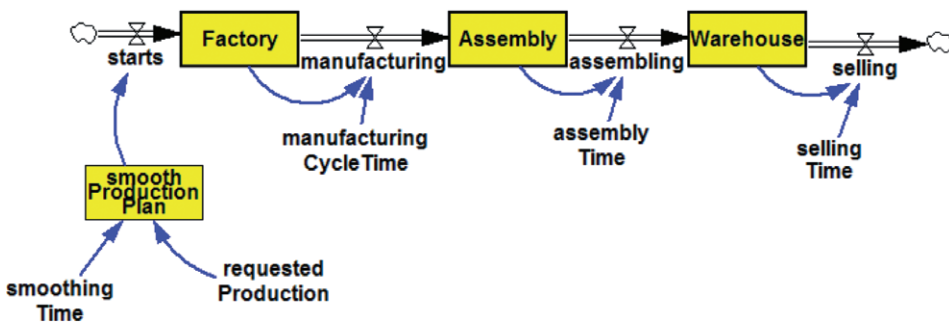 Factory
Assembly
Warehouse
starts
manufacturing
assembling
selling
manufacturing
CycleTime
assembly
Time
selling
Time
smooth
Production
Plan
smoothing
Time
requested
Production